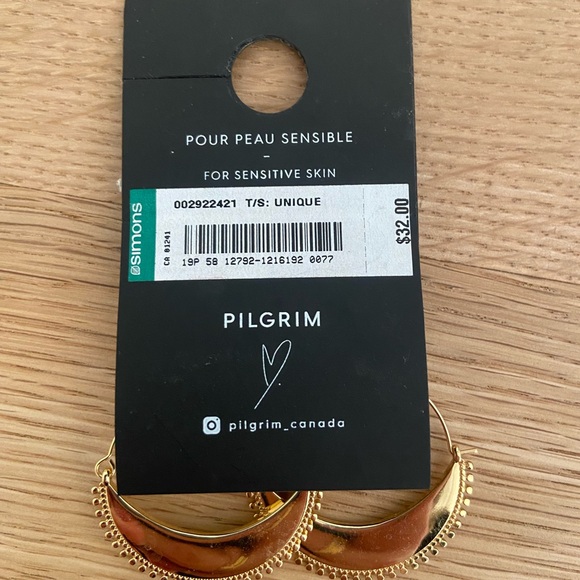 POUR PEAU SENSIBLE
-
FOR SENSITIVE SKIN
simons
CA 01241
002922421 T/S: UNIQUE
19P 58 12792-1216192 0077
$32.00
PILGRIM
pilgrim_canada